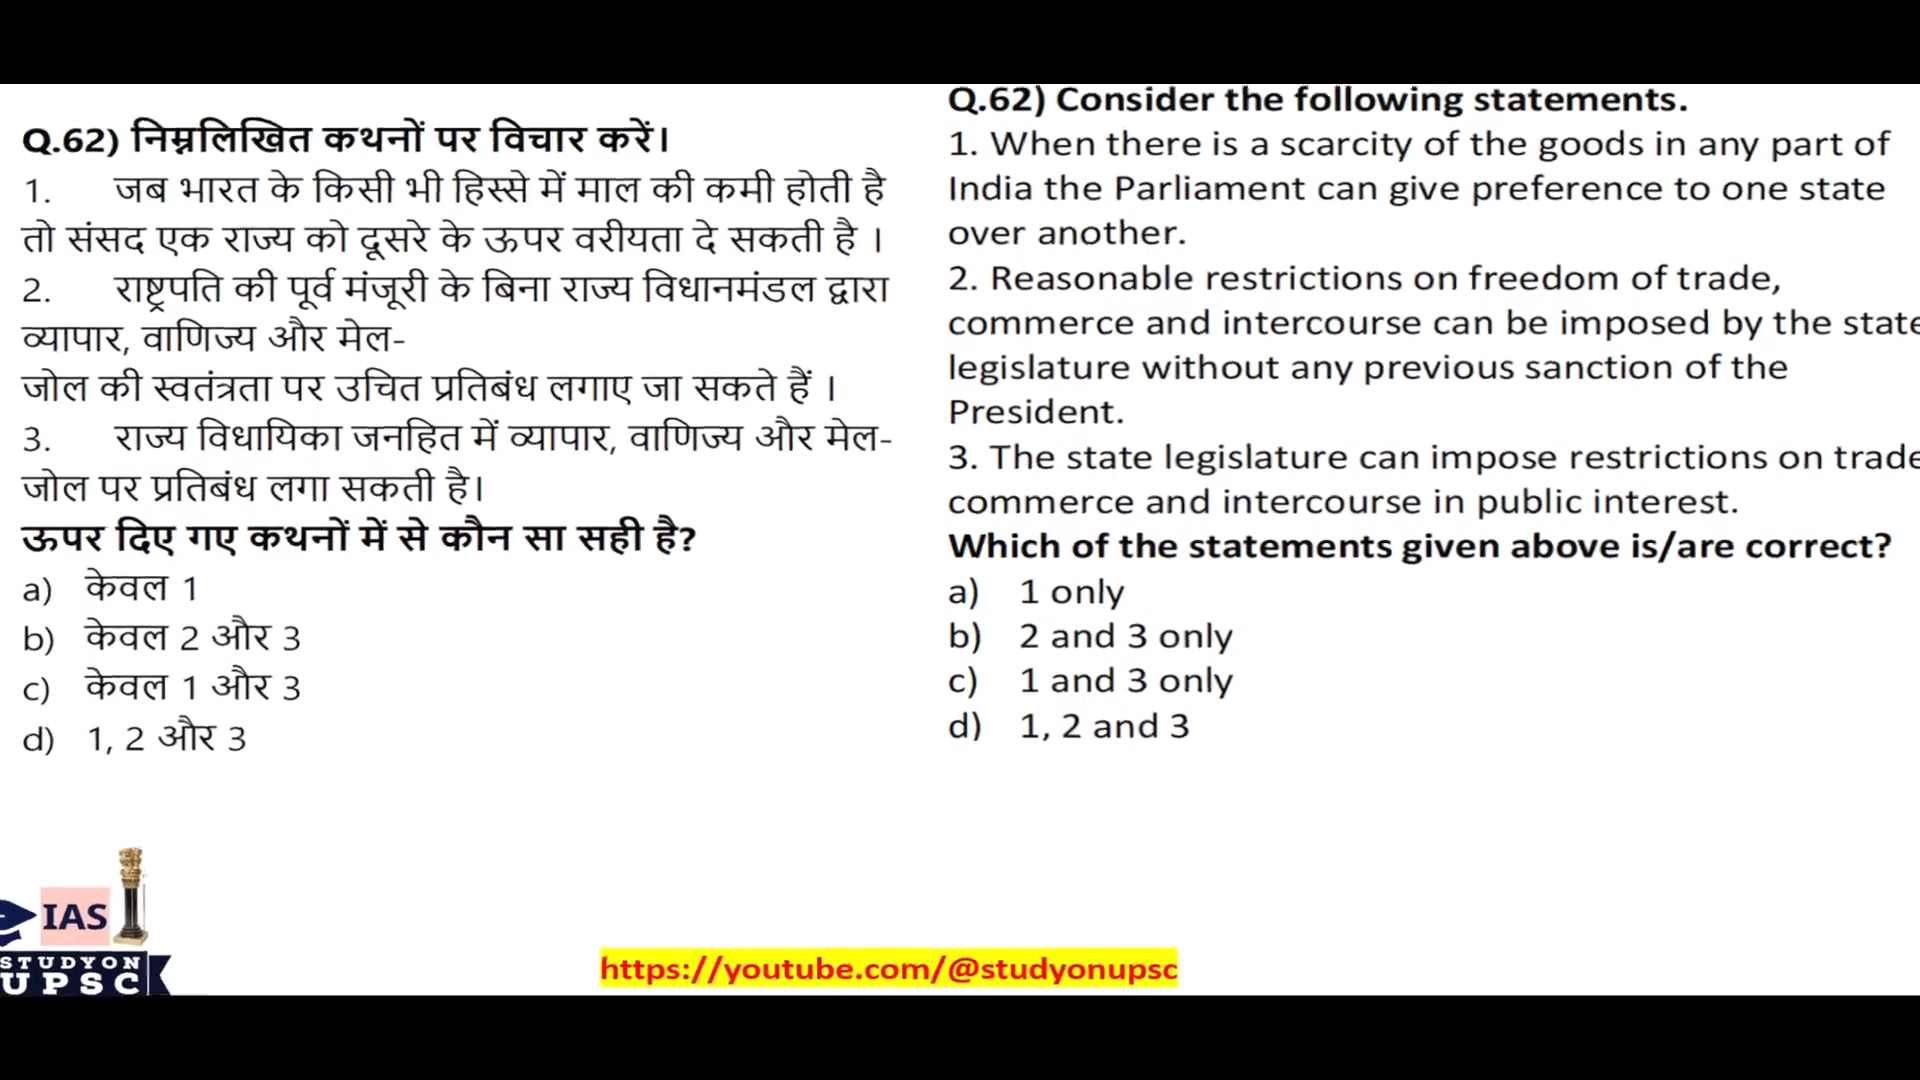 Q.62) निम्नलिखित कथनों पर विचार करें।
1. जब भारत के किसी भी हिस्से में माल की कमी होती है
तो संसद एक राज्य को दूसरे के ऊपर वरीयता दे सकती है ।
2. राष्ट्रपति की पूर्व मंजूरी के बिना राज्य विधानमंडल द्वारा
व्यापार, वाणिज्य और मेल-
जोल की स्वतंत्रता पर उचित प्रतिबंध लगाए जा सकते हैं ।
3. राज्य विधायिका जनहित में व्यापार, वाणिज्य और मेल-
जोल पर प्रतिबंध लगा सकती है।
ऊपर दिए गए कथनों में से कौन सा सही है?
a) केवल 1
b) केवल 2 और 3
c) केवल 1 और 3
d) 1, 2 और 3
Q.62) Consider the following statements.
1. When there is a scarcity of the goods in any part of
India the Parliament can give preference to one state
over another.
2. Reasonable restrictions on freedom of trade,
commerce and intercourse can be imposed by the state
legislature without any previous sanction of the
President.
3. The state legislature can impose restrictions on trade
commerce and intercourse in public interest.
Which of the statements given above is/are correct?
a) 1 only
b) 2 and 3 only
c) 1 and 3 only
d) 1, 2 and 3
IAS
STUDYON
UPSC
https://youtube.com/@studyonupsc